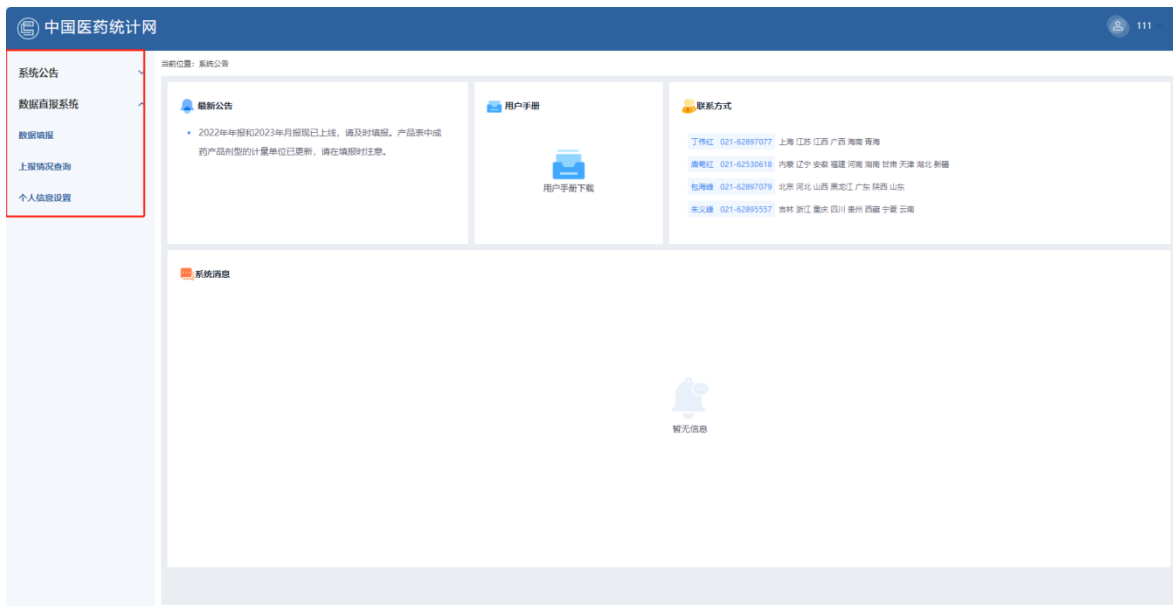 中国医药统计网
111
系统公告
数据直报系统
数据填报
上报情况查询
个人信息设置
当前位置：系统公告
最新公告
2022年年报和2023年月报现已上线，请及时填报。产品表中成
药产品剂型的计量单位已更新，请在填报时注意。
用户手册
用户手册下载
联系方式
丁伟红 021-62897077 上海 江苏 江西 广西 海南 青海
021-62530618 内蒙 辽宁 安徽 福建 河南 湖南 甘肃 天津 湖北 新疆
包海峰 021-62897079 北京 河北 山西 黑龙江 广东 陕西 山东
朱义峰 021-62895557 吉林 浙江 重庆 四川 贵州 西藏 宁夏 云南
系统消息
暂无信息